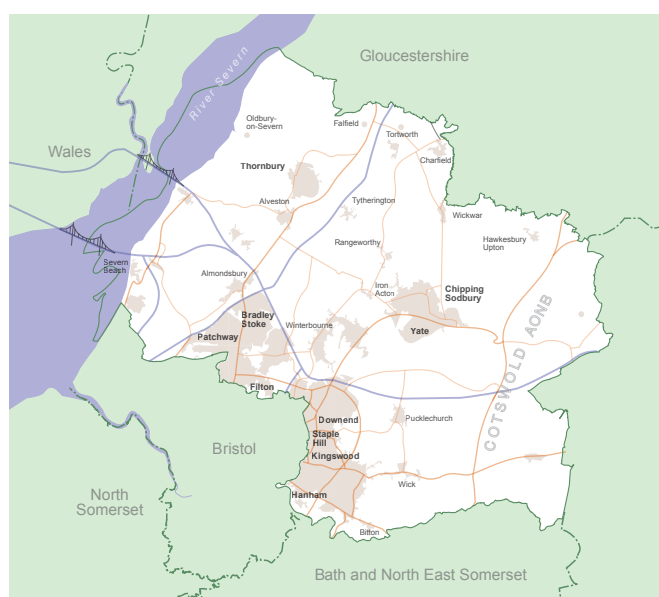 Gloucestershire
River Severn
Oldbury-
on-Severn
Falfield
Tortworth
Wales
Charfield
Thornbury
Alveston
Tytherington
Wickwar
Rangeworthy
Hawkesbury
Upton
Severn
Beach
Almondsbury
Iron
Acton
Chipping
Sodbury
Bradley
Stoke
Winterbourne
Yate
Patchway
COTSWOLD AONB
Filton
Downend
Pucklechurch
Staple
Hill
Bristol
Kingswood
Wick
North
Somerset
Hanham
Bitton
Bath and North East Somerset